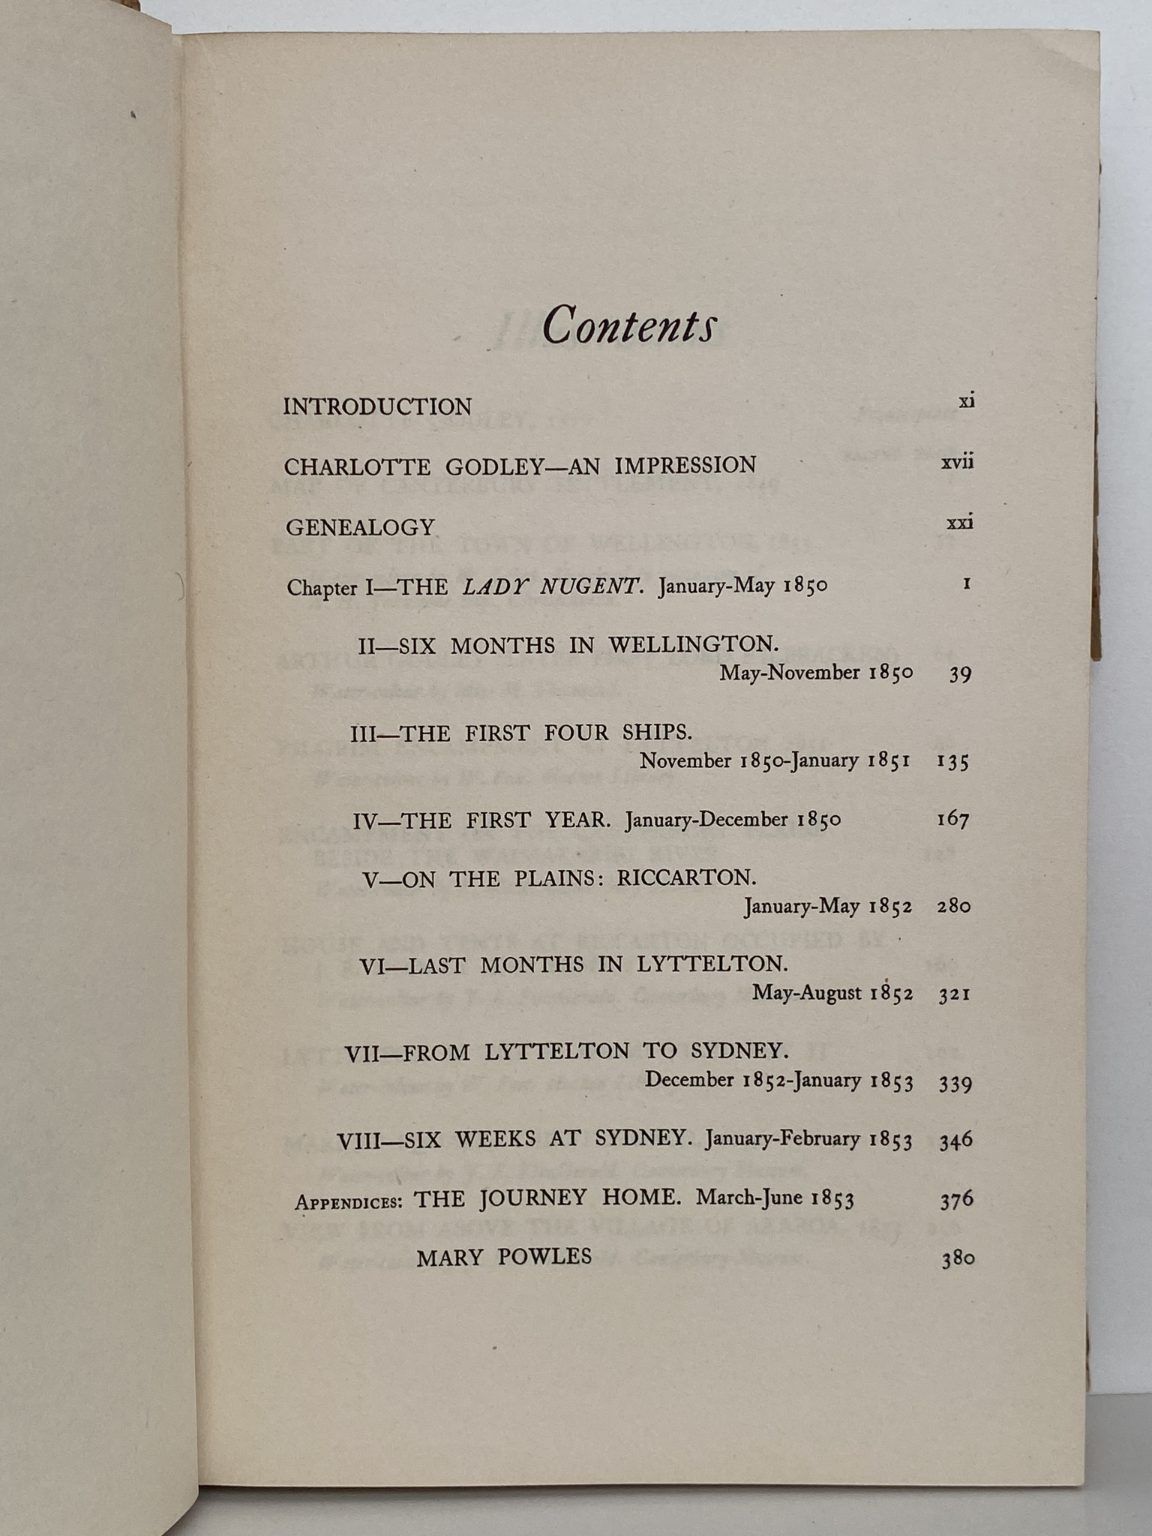 Contents
INTRODUCTION xi
CHARLOTTE GODLEY—AN IMPRESSION xvii
GENEALOGY xxi
Chapter I—THE LADY NUGENT. January-May 1850 1
II—SIX MONTHS IN WELLINGTON.
May-November 1850 39
III—THE FIRST FOUR SHIPS.
November 1850-January 1851 135
IV—THE FIRST YEAR. January-December 1850 167
V—ON THE PLAINS: RICCARTON.
January-May 1852 280
VI—LAST MONTHS IN LYTTELTON.
May-August 1852 321
VII—FROM LYTTELTON TO SYDNEY.
December 1852-January 1853 339
VIII—SIX WEEKS AT SYDNEY. January-February 1853 346
APPENDICES: THE JOURNEY HOME. March-June 1853 376
MARY POWLES 380